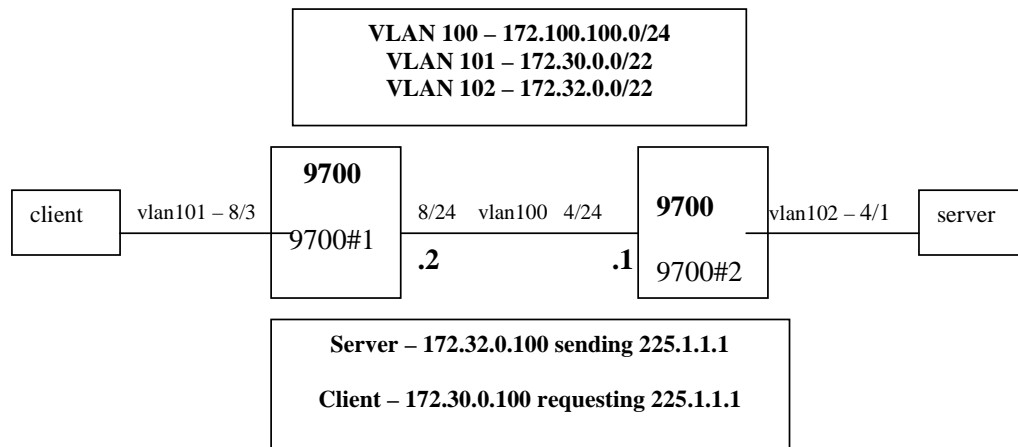 VLAN 100 – 172.100.100.0/24
VLAN 101 – 172.30.0.0/22
VLAN 102 – 172.32.0.0/22
client
vlan101 – 8/3
9700
9700#1
8/24 vlan100 4/24
.2
.1
9700
9700#2
vlan102 – 4/1
server
Server – 172.32.0.100 sending 225.1.1.1
Client – 172.30.0.100 requesting 225.1.1.1